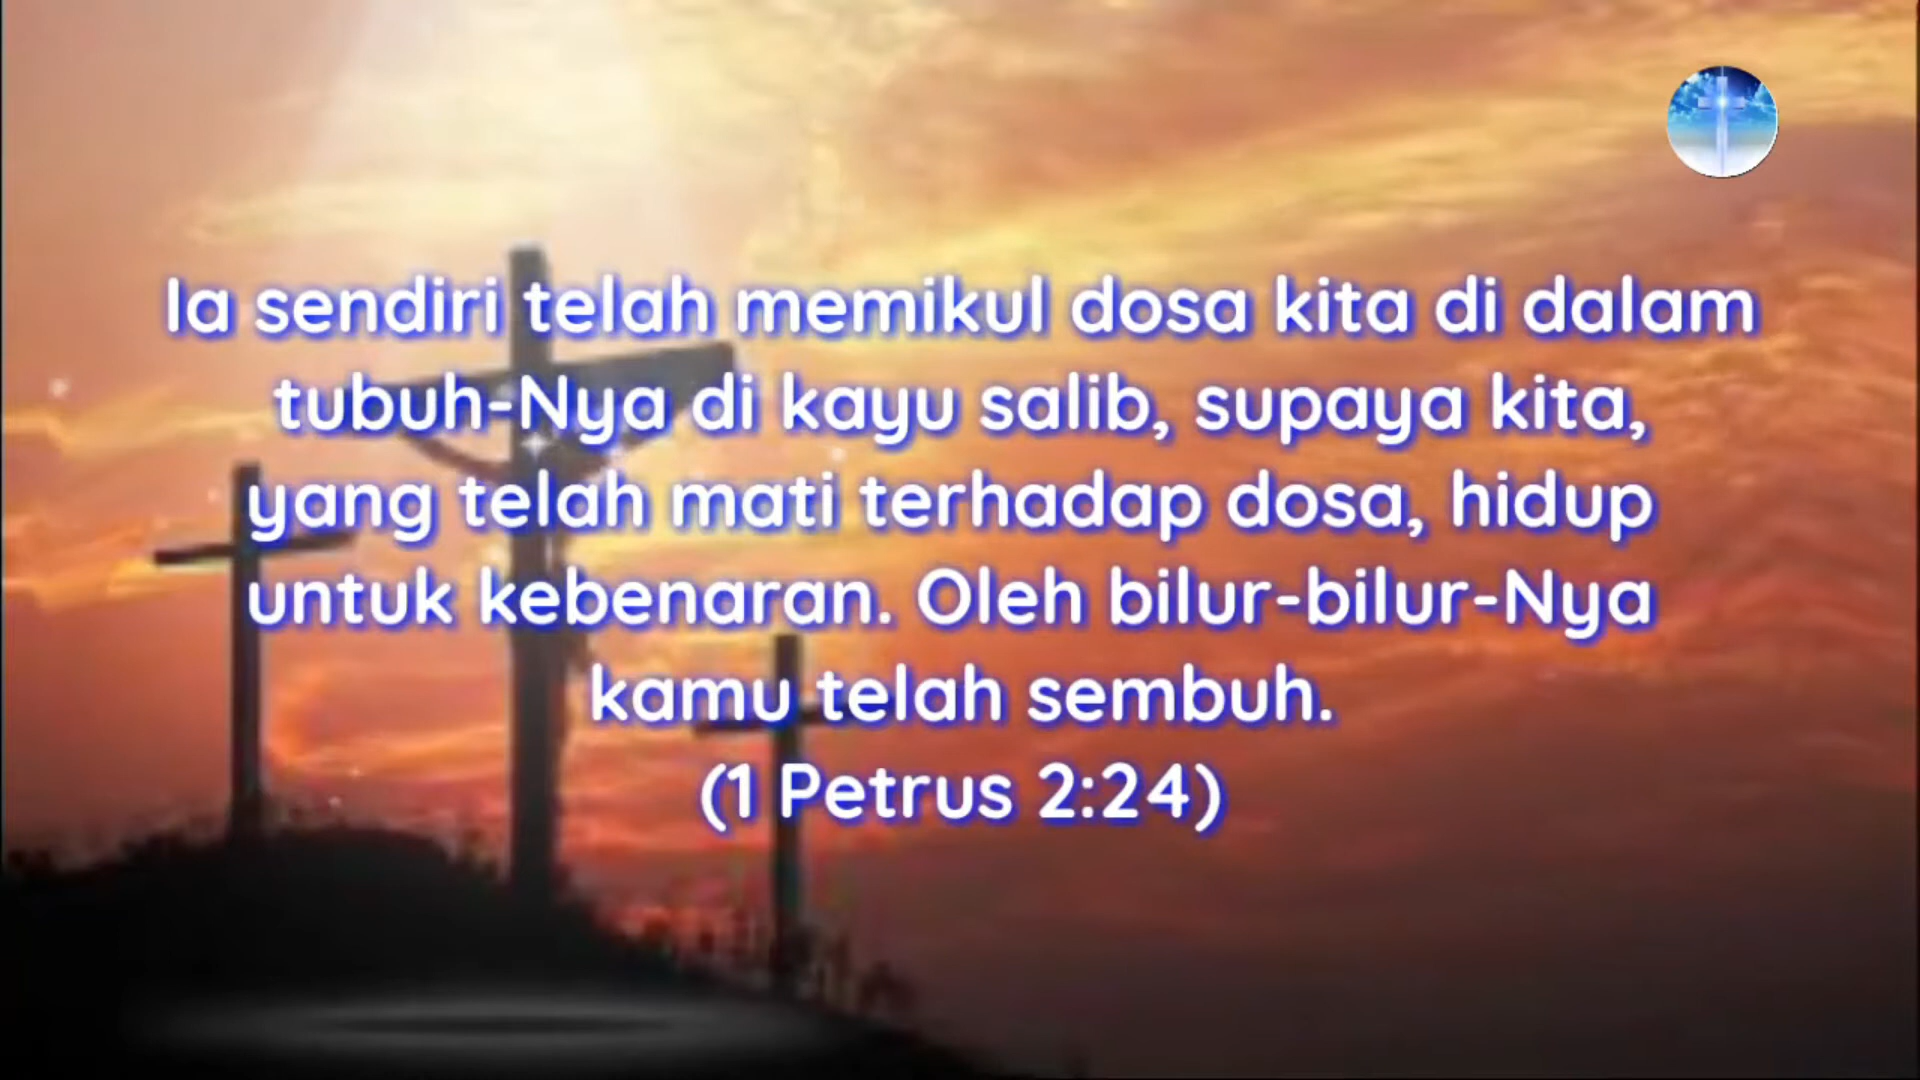 Ia sendiri telah memikul dosa kita di dalam
tubuh-Nya di kayu salib, supaya kita,
yang telah mati terhadap dosa, hidup
untuk kebenaran. Oleh bilur-bilur-Nya
kamu telah sembuh.
(1 Petrus 2:24)